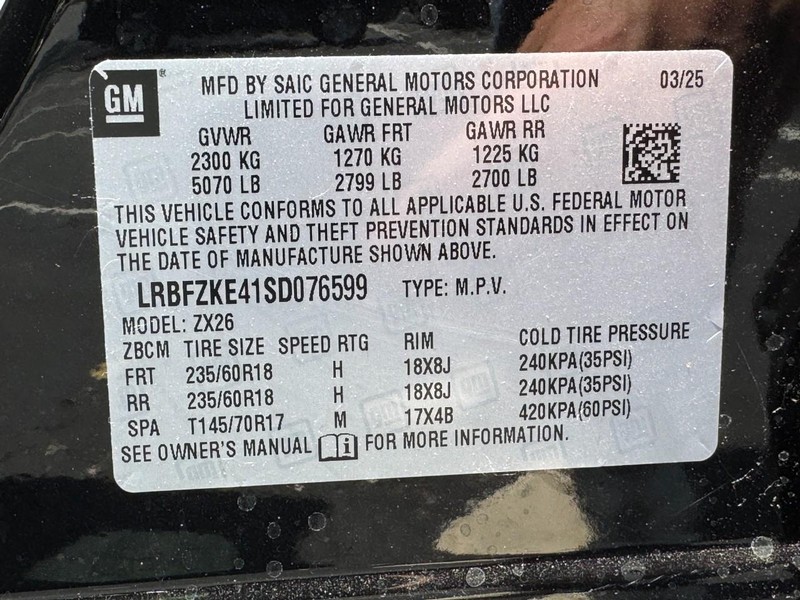 GM ® MFD BY SAIC GENERAL MOTORS CORPORATION 03/25
LIMITED FOR GENERAL MOTORS LLC
GVWR GAWR FRT GAWR RR
2300 KG 1270 KG 1225 KG
5070 LB 2799 LB 2700 LB
THIS VEHICLE CONFORMS TO ALL APPLICABLE U.S. FEDERAL MOTOR
VEHICLE SAFETY AND THEFT PREVENTION STANDARDS IN EFFECT ON
THE DATE OF MANUFACTURE SHOWN ABOVE.
LRBFZKE41SD076599 TYPE: M.P.V.
MODEL: ZX26
ZBCM TIRE SIZE SPEED RTG RIM COLD TIRE PRESSURE
FRT 235/60R18 H 18X8J 240KPA(35PSI)
RR 235/60R18 H 18X8J 240KPA(35PSI)
SPA T145/70R17 M 17X4B 420KPA(60PSI)
SEE OWNER'S MANUAL FOR MORE INFORMATION.